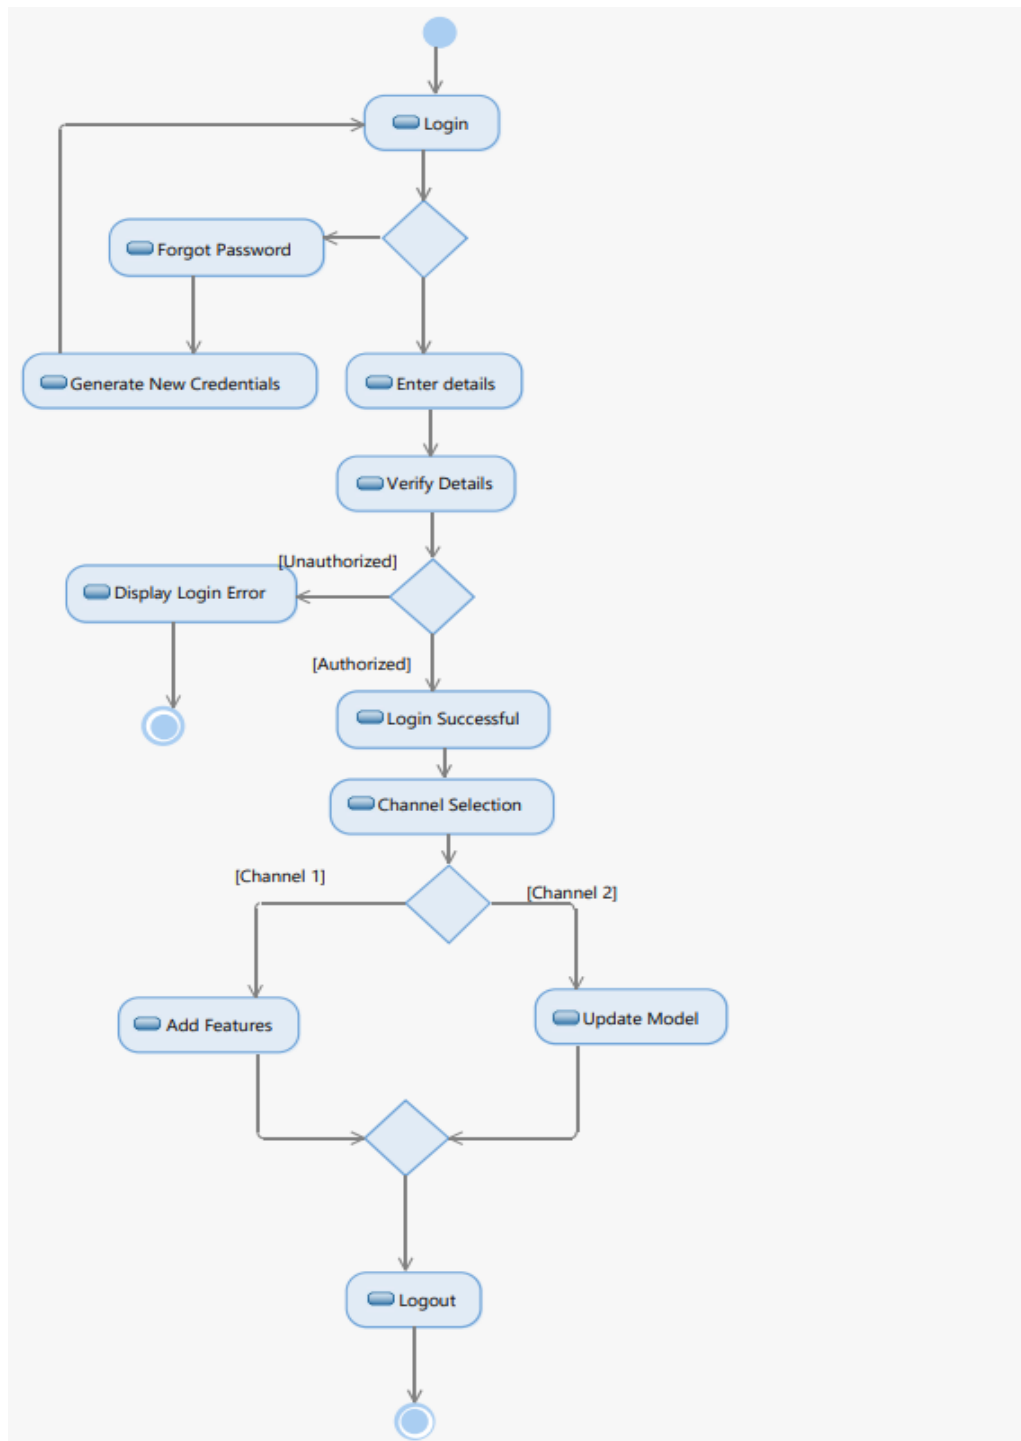 Login
Forgot Password
Generate New Credentials
Enter details
Verify Details
[Unauthorized]
Display Login Error
[Authorized]
Login Successful
Channel Selection
[Channel 1]
[Channel 2]
Add Features
Update Model
Logout